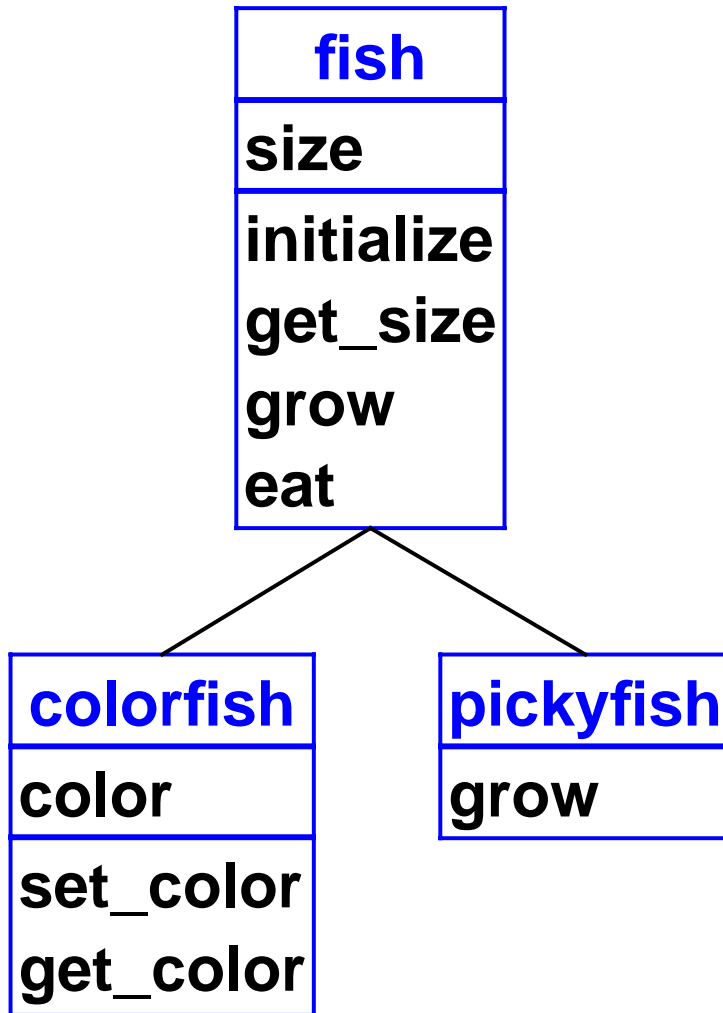 fish
size
initialize
get_size
grow
eat
colorfish
color
set_color
get_color
pickyfish
grow